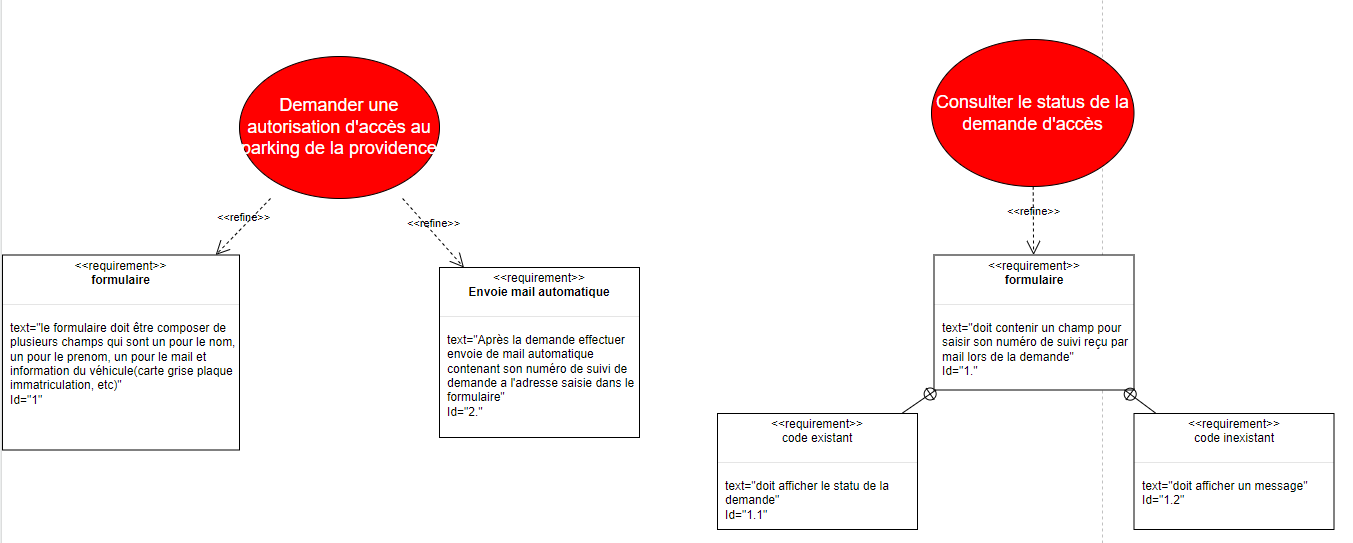 Demander une
autorisation d'accès au
parking de la providence
<<refine>>
<<refine>>
<<requirement>>
formulaire
text="le formulaire doit être composer de
plusieurs champs qui sont un pour le nom,
un pour le prenom, un pour le mail et
information du véhicule(carte grise plaque
immatriculation, etc)"
Id="1"
<<requirement>>
Envoie mail automatique
text="Après la demande effectuer
envoie de mail automatique
contenant son numéro de suivi de
demande a l'adresse saisie dans le
formulaire"
Id="2."
Consulter le status de la
demande d'accès
<<refine>>
<<requirement>>
formulaire
text="doit contenir un champ pour
saisir son numéro de suivi reçu par
mail lors de la demande"
Id="1."
<<requirement>>
code existant
text="doit afficher le statu de la
demande"
Id="1.1"
<<requirement>>
code inexistant
text="doit afficher un message"
Id="1.2"